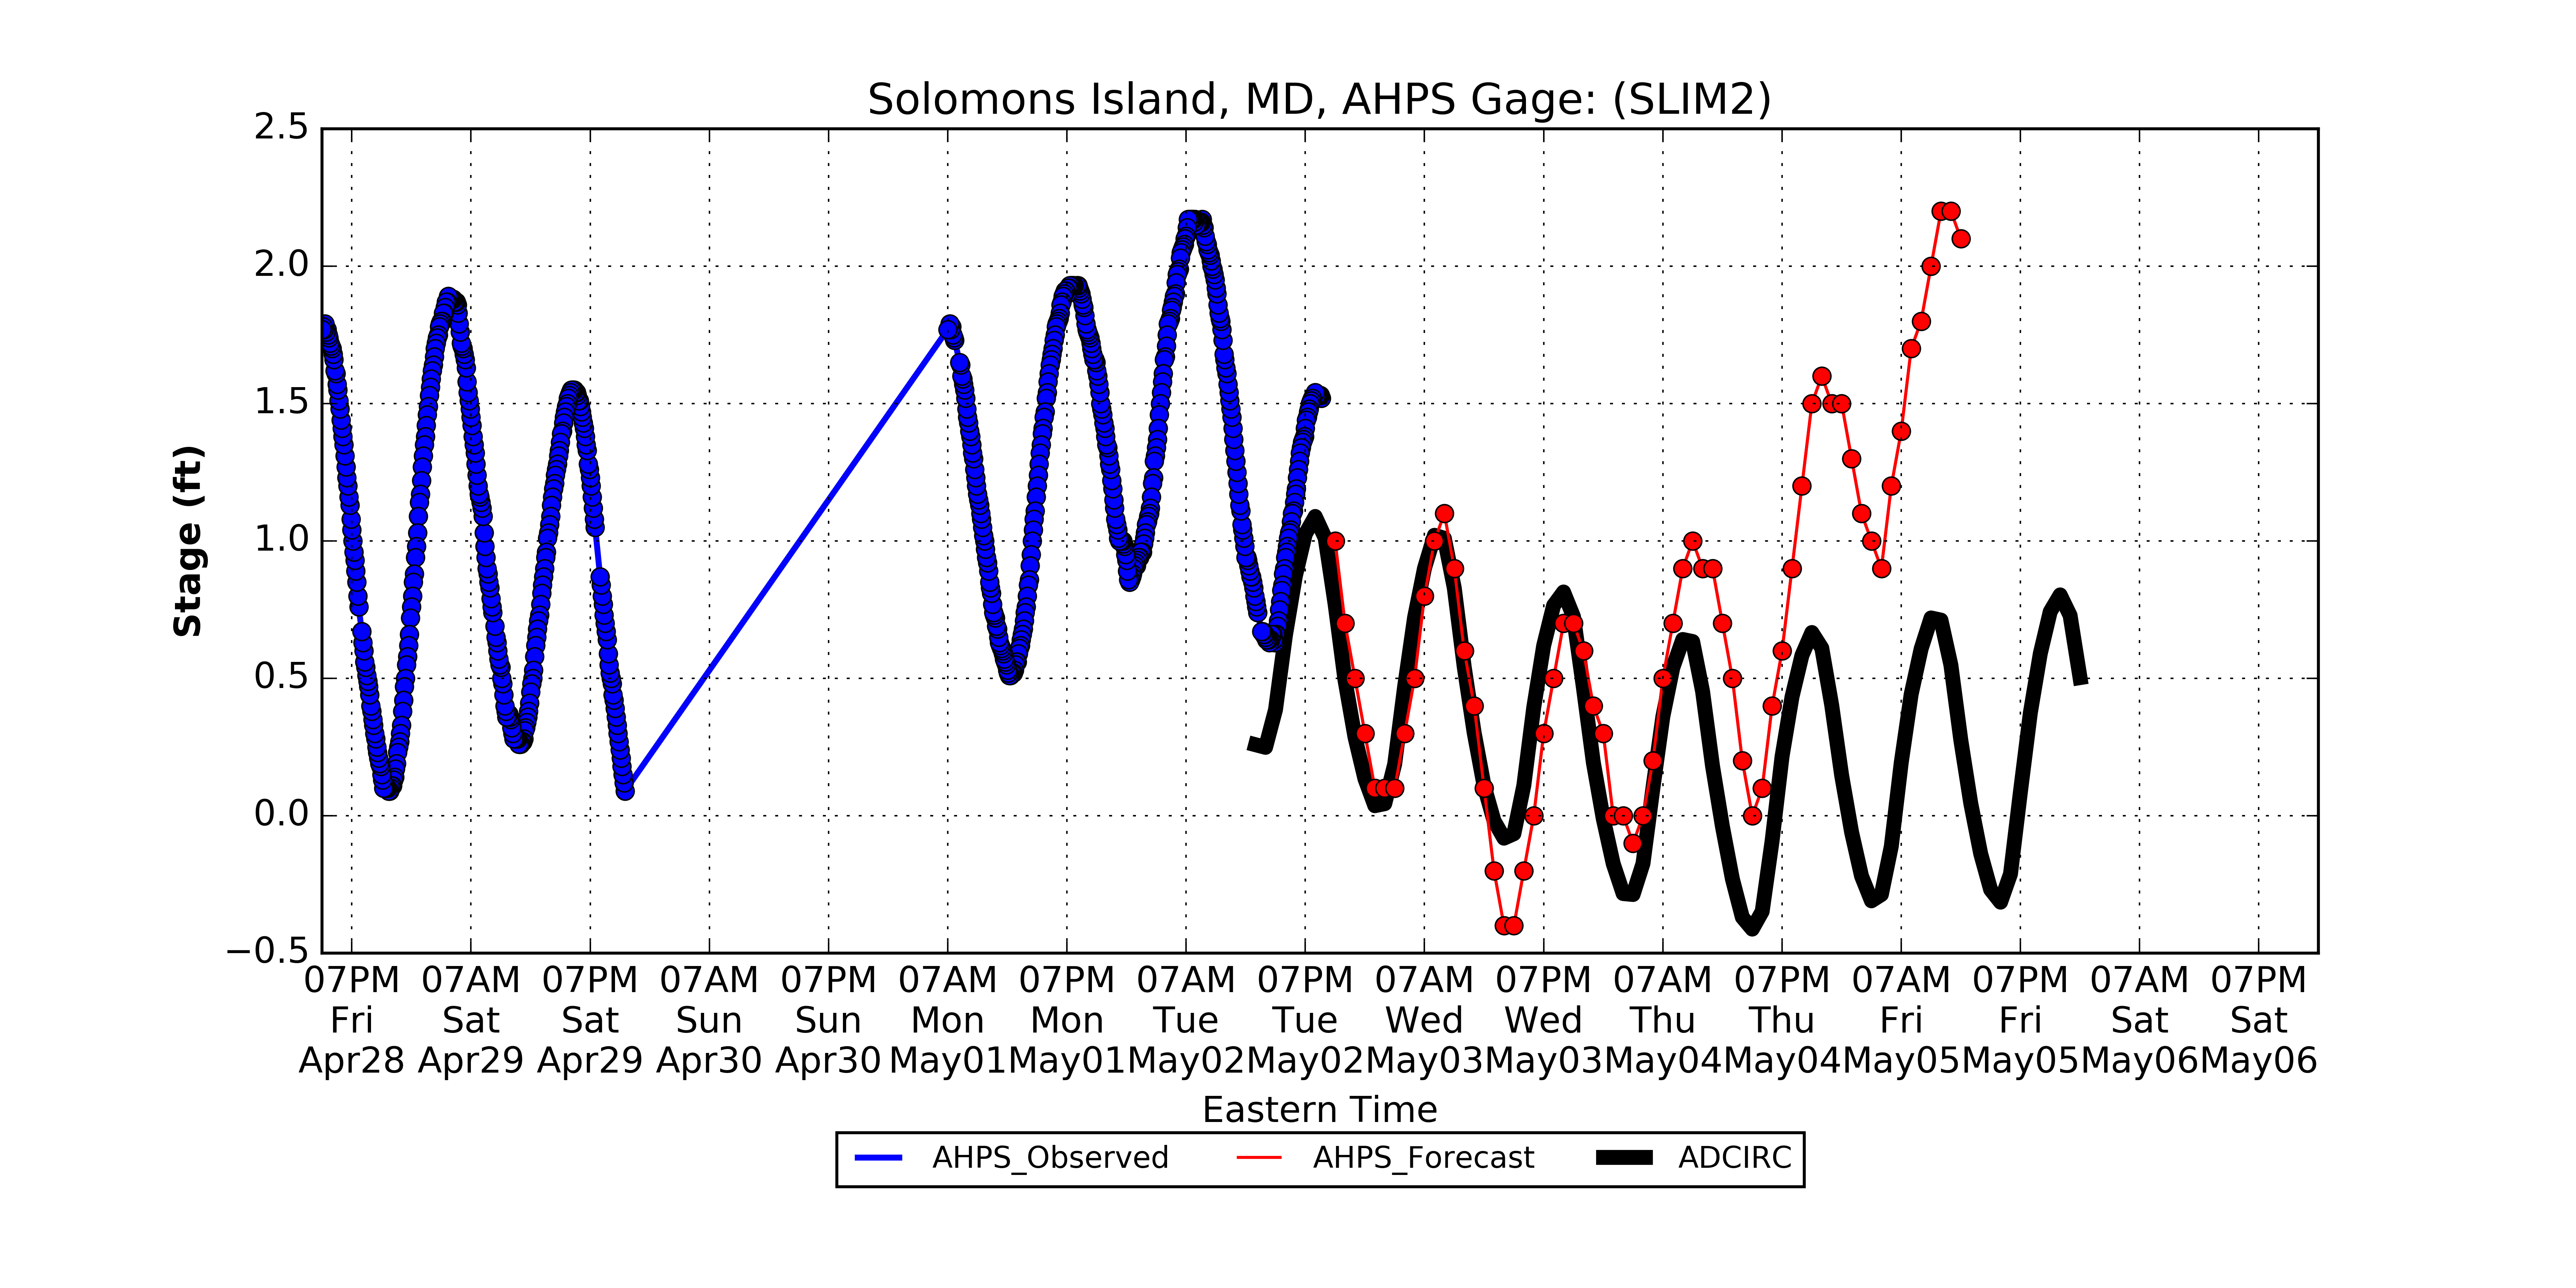 Solomons Island, MD, AHPS Gage: (SLIM2)
2.5
2.0
1.5
1.0
0.5
0.0
−0.5
Stage (ft)
07PM 07AM 07PM 07AM 07PM 07AM 07PM 07AM 07PM 07AM 07PM 07AM 07PM 07AM 07PM 07AM 07PM
Fri Sat Sat Sun Sun Mon Mon Tue Tue Wed Wed Thu Thu Fri Fri Sat Sat
Apr28 Apr29 Apr29 Apr30 Apr30 May01 May01 May02 May02 May03 May03 May04 May04 May05 May05 May06 May06
Eastern Time
AHPS_Observed AHPS_Forecast ADCIRC